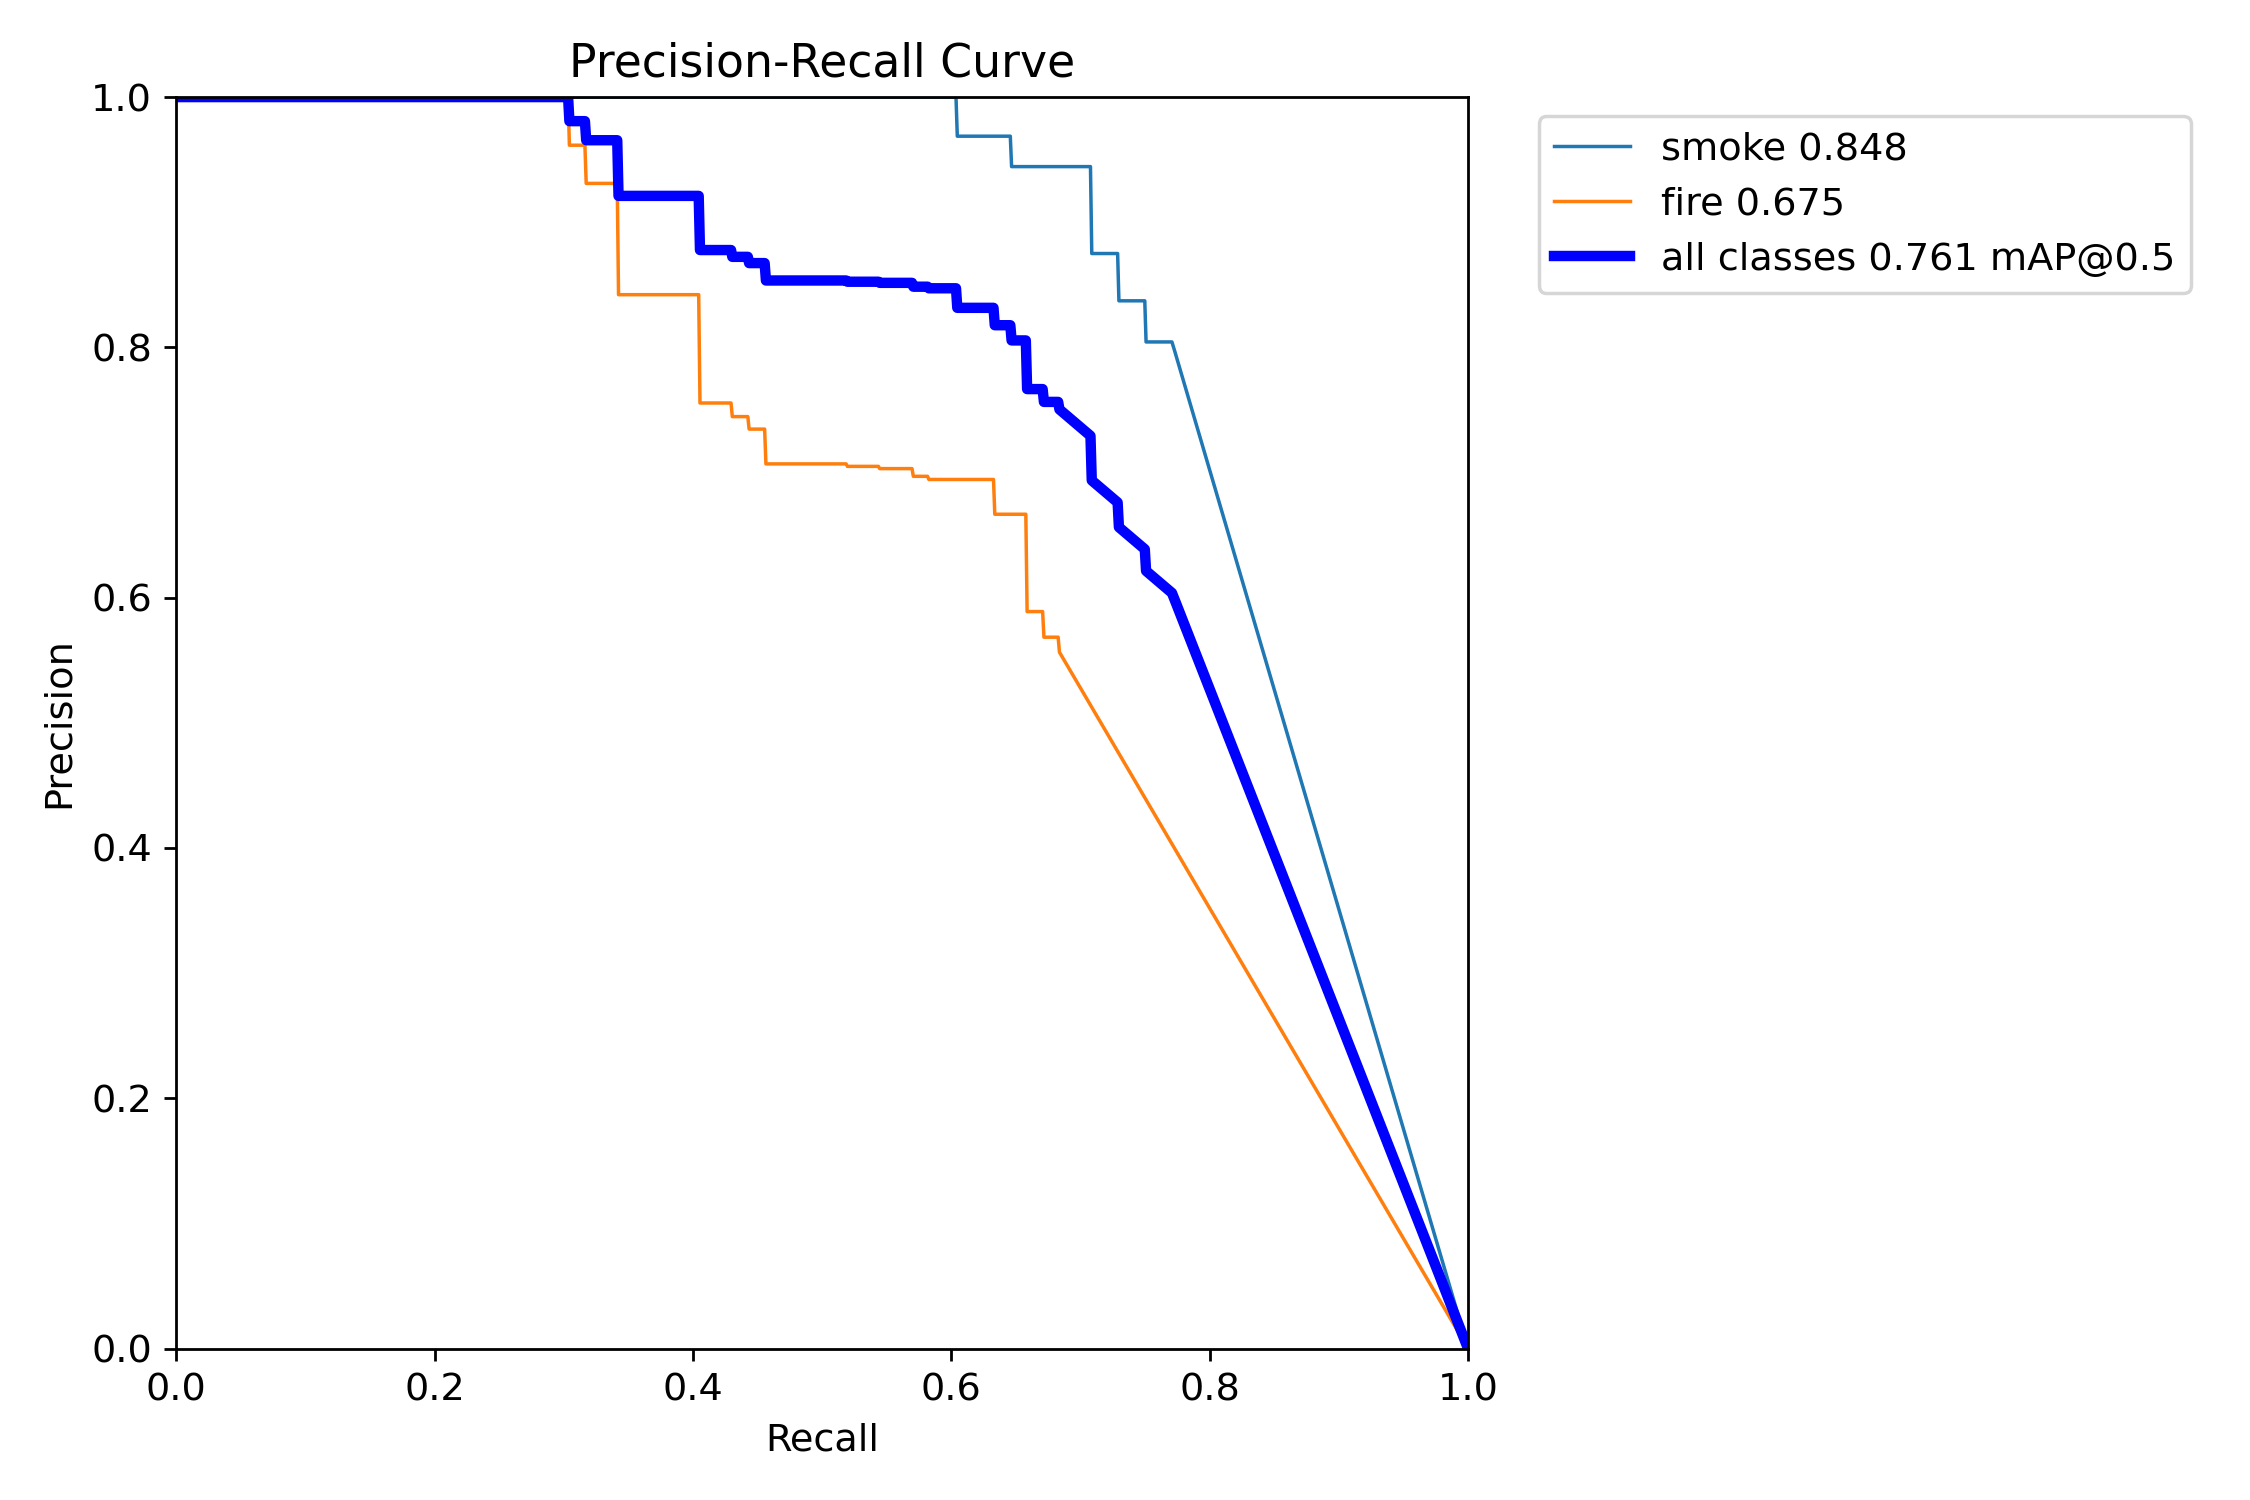 Precision-Recall Curve
1.0
0.8
0.6
0.4
0.2
0.0
Precision
0.0 0.2 0.4 0.6 0.8 1.0
Recall
smoke 0.848
fire 0.675
all classes 0.761 mAP@0.5